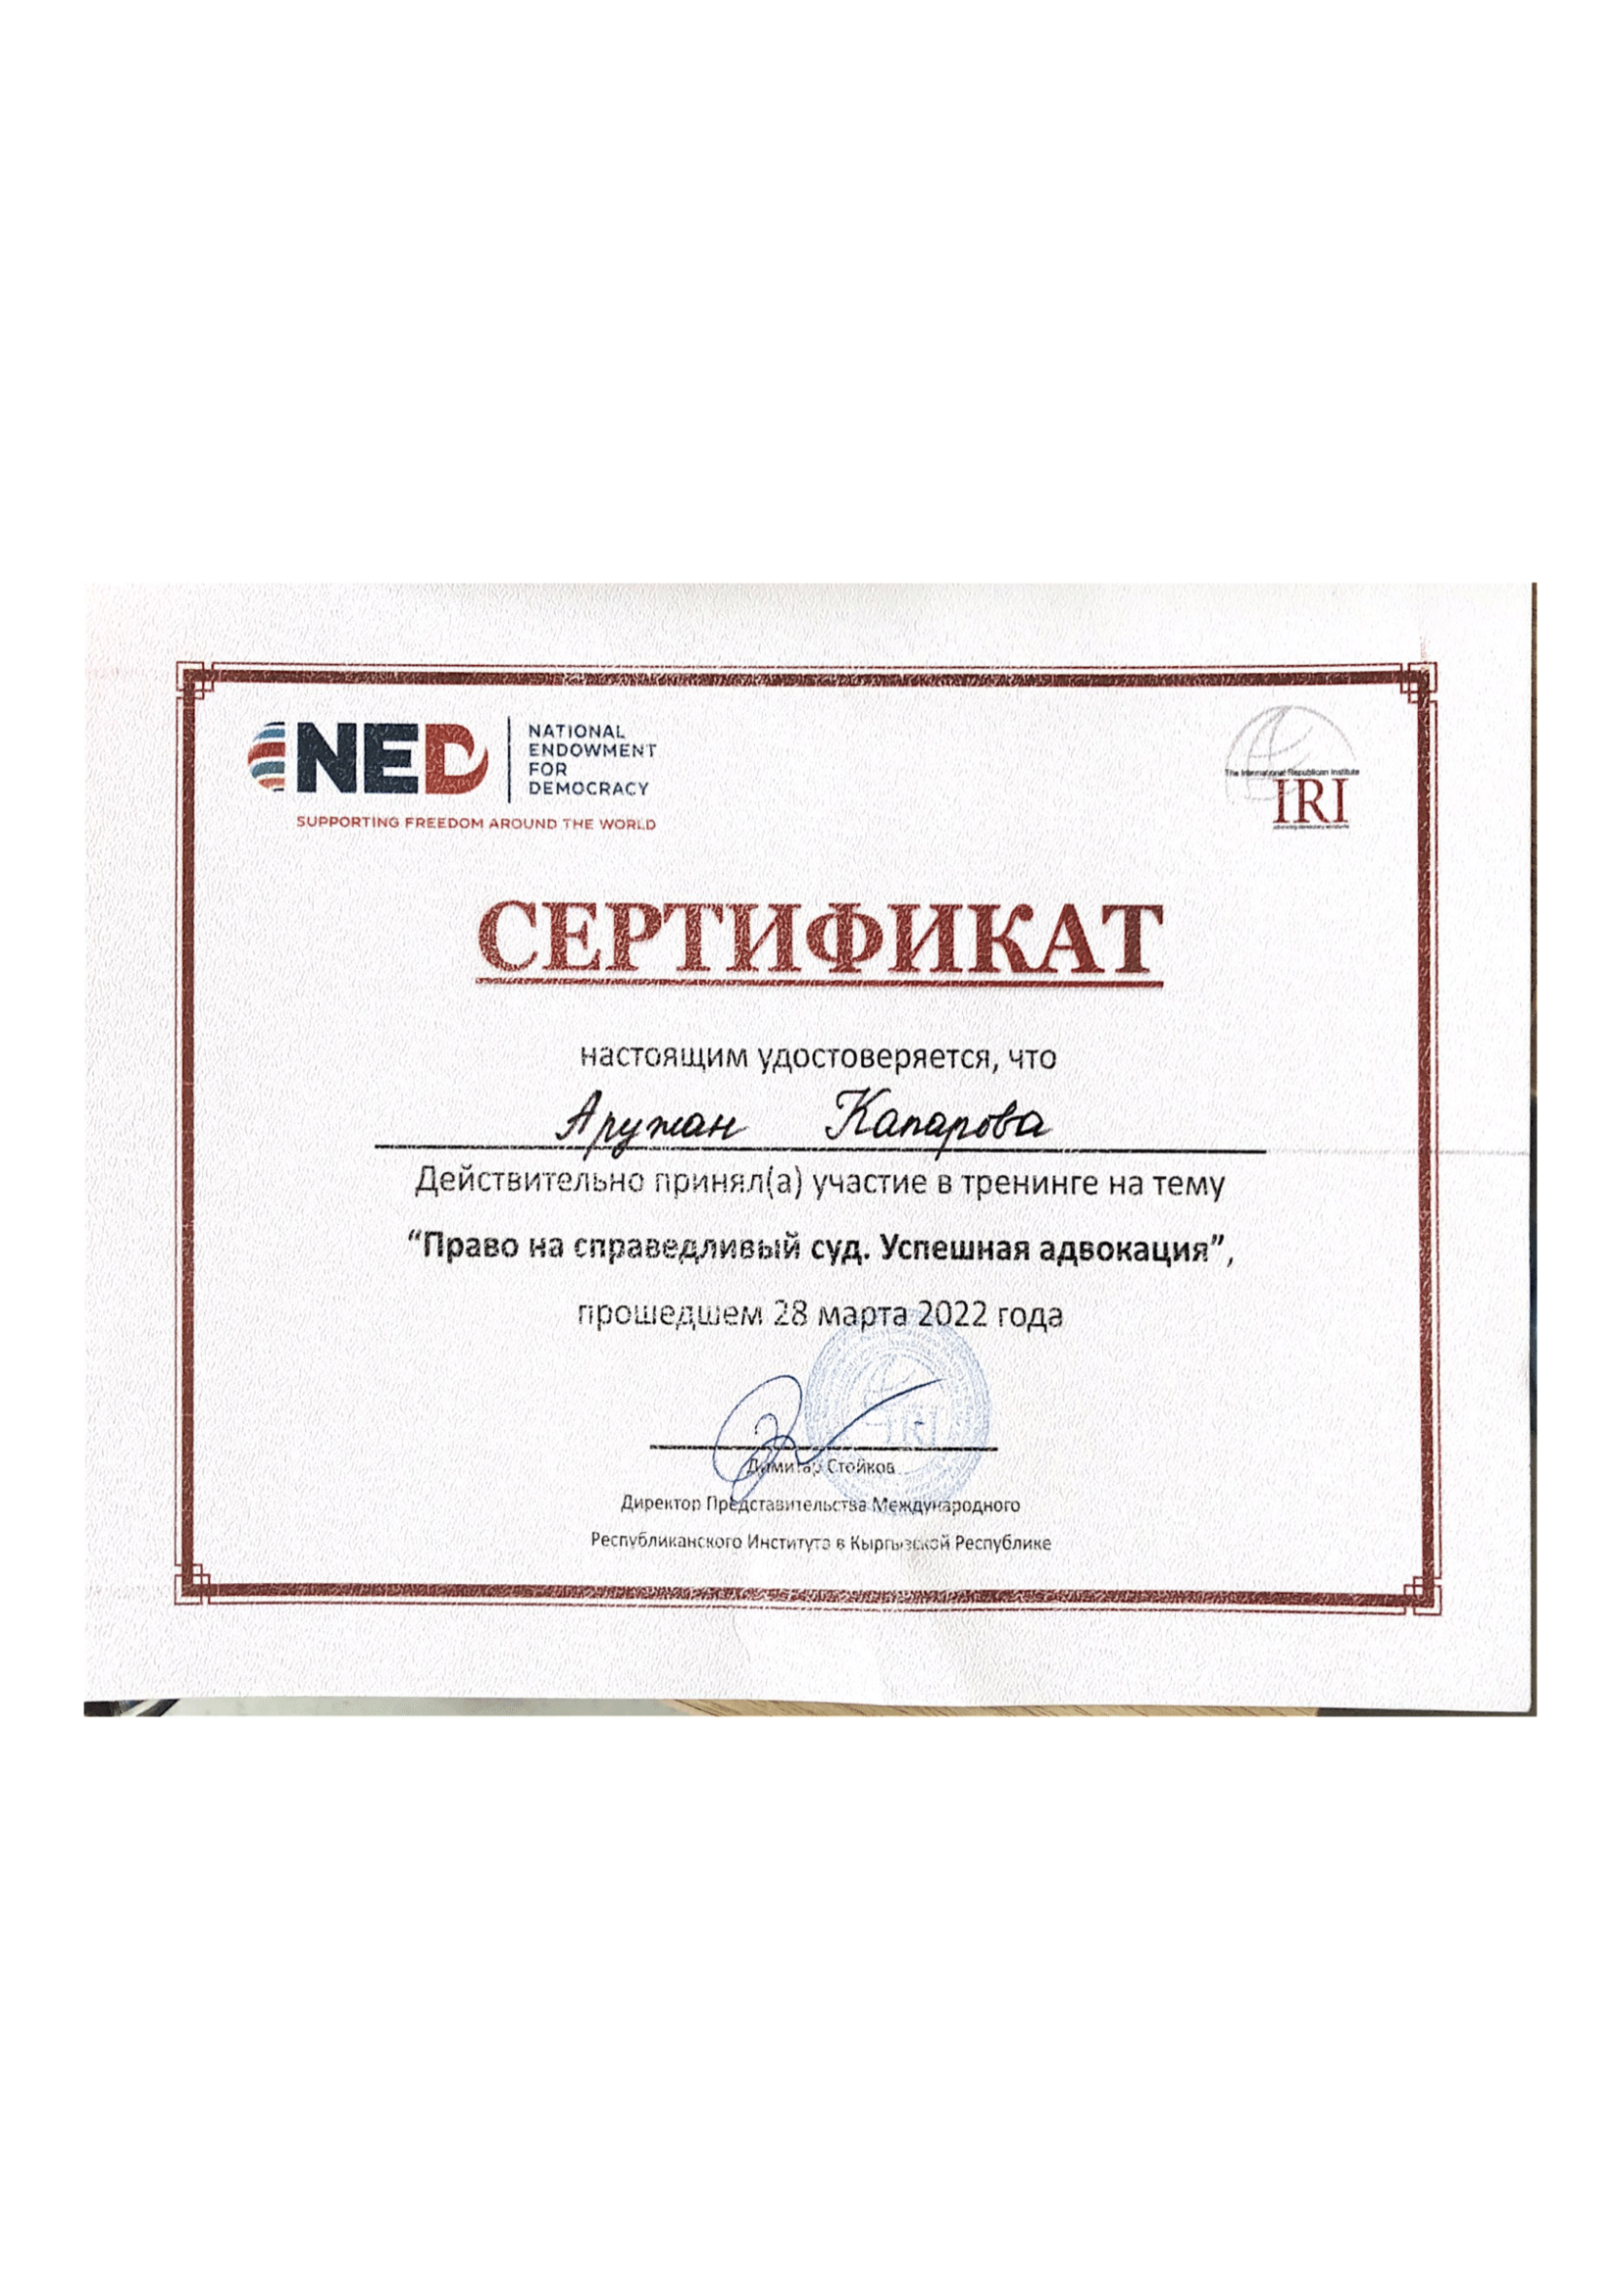 NED
NATIONAL
ENDOWMENT
FOR
DEMOCRACY
SUPPORTING FREEDOM AROUND THE WORLD
The International Republican Institute
IRI
СЕРТИФИКАТ
настоящим удостоверяется, что
Аружан Капарова
Действительно принял(а) участие в тренинге на тему
“Право на справедливый суд. Успешная адвокация”,
прошедшем 28 марта 2022 года
IRI
Димитар Стойков
Директор Представительства Международного
Республиканского Института в Кыргызской Республике